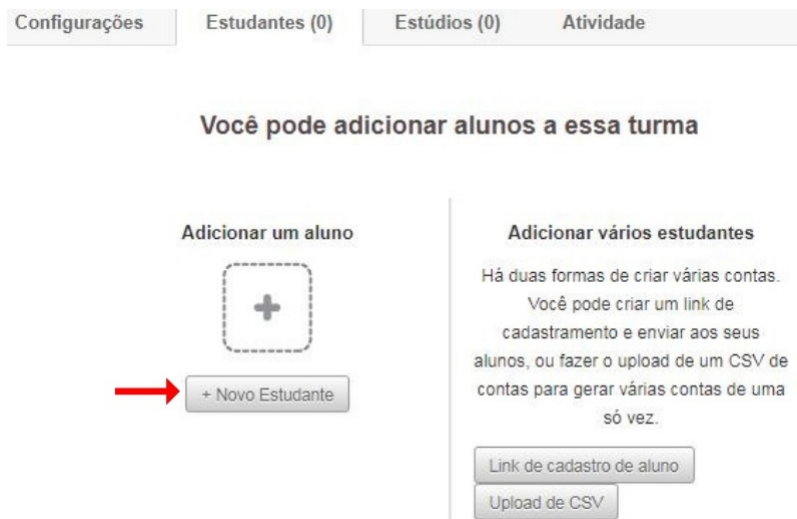 Configurações
Estudantes (0)
Estúdios (0)
Atividade
Você pode adicionar alunos a essa turma
Adicionar um aluno
+ Novo Estudante
Adicionar vários estudantes
Há duas formas de criar várias contas.
Você pode criar um link de
cadastramento e enviar aos seus
alunos, ou fazer o upload de um CSV de
contas para gerar várias contas de uma
só vez.
Link de cadastro de aluno
Upload de CSV